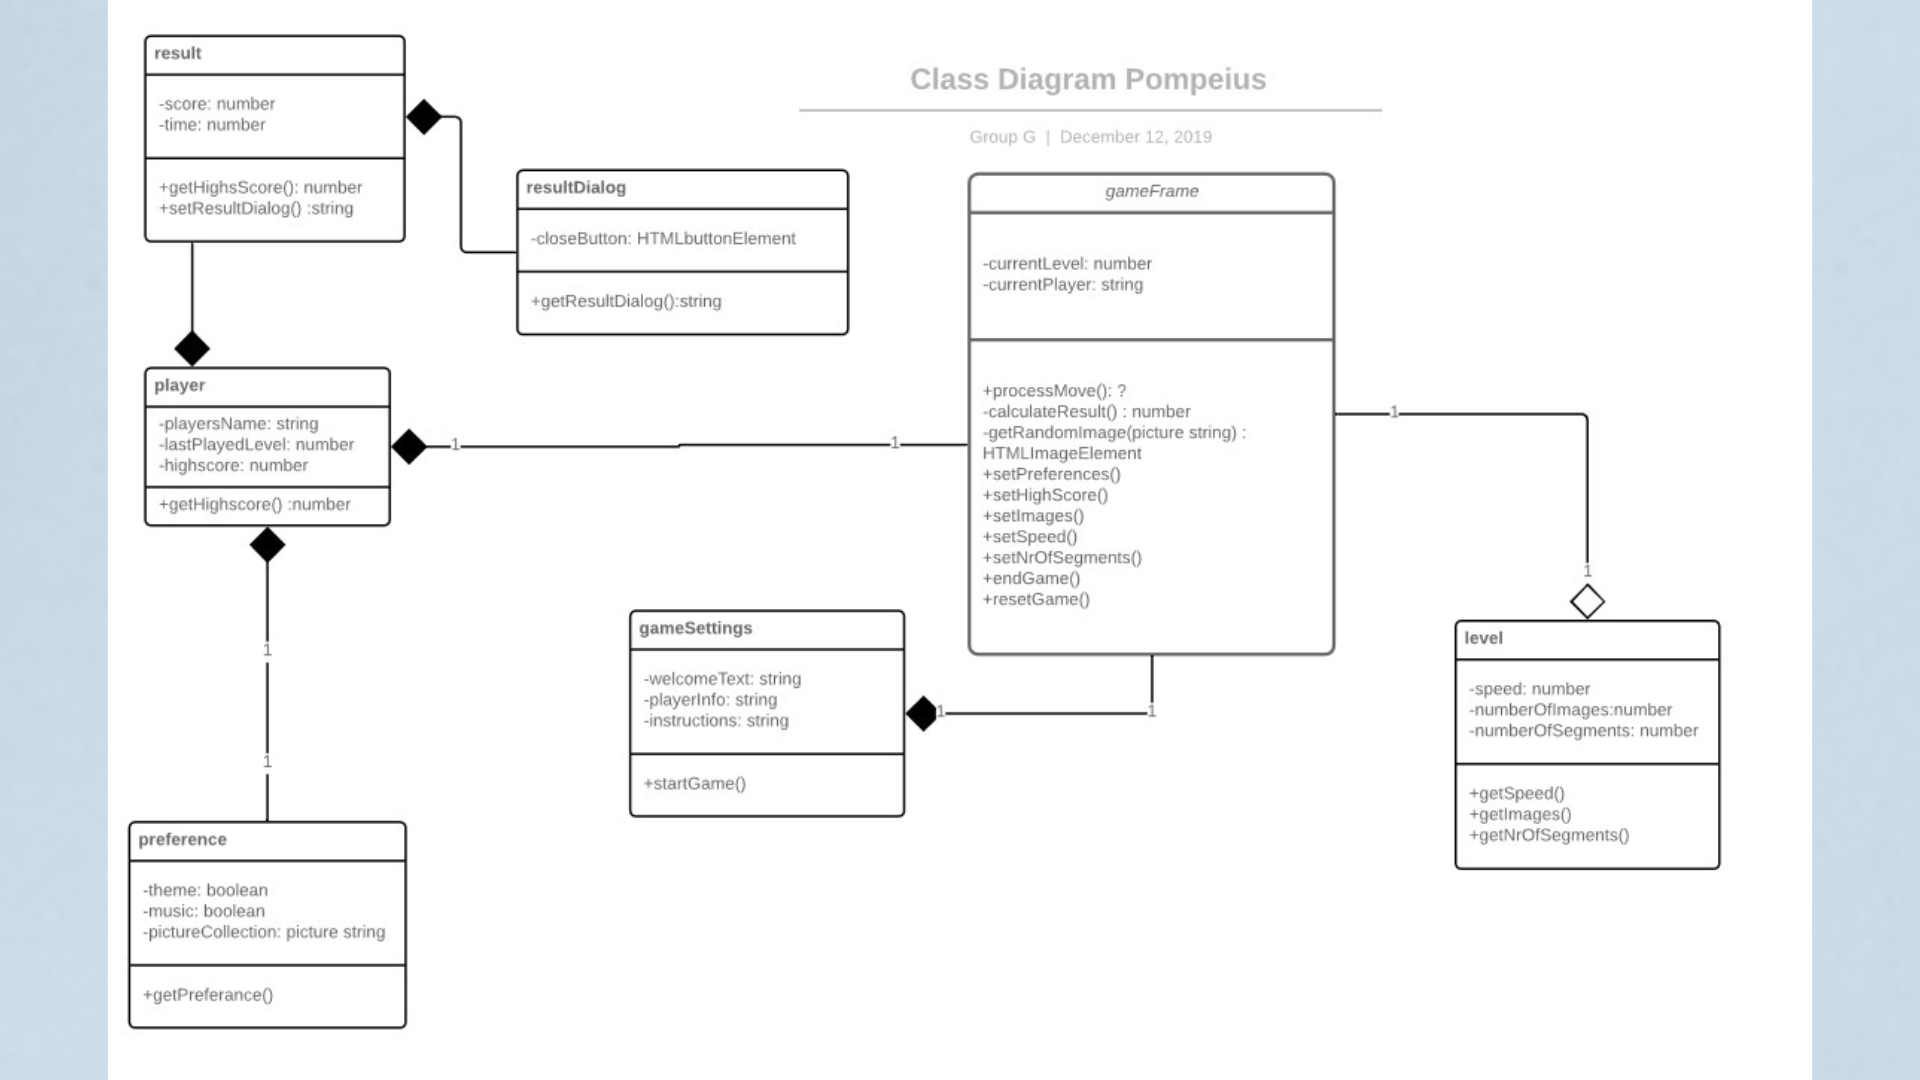 Class Diagram Pompeius
Group G | December 12, 2019
result
-score: number
-time: number
+getHighsScore(): number
+setResultDialog() :string
resultDialog
-closeButton: HTMLbuttonElement
+getResultDialog():string
gameFrame
-currentLevel: number
-currentPlayer: string
+processMove(): ?
-calculateResult() : number
-getRandomImage(picture string) :
HTMLImageElement
+setPreferences()
+setHighScore()
+setImages()
+setSpeed()
+setNrOfSegments()
+endGame()
+resetGame()
player
-playersName: string
-lastPlayedLevel: number
-highscore: number
+getHighscore() :number
1
1
1
1
1
1
gameSettings
-welcomeText: string
-playerInfo: string
-instructions: string
+startGame()
1
1
level
-speed: number
-numberOfImages:number
-numberOfSegments: number
+getSpeed()
+getImages()
+getNrOfSegments()
preference
-theme: boolean
-music: boolean
-pictureCollection: picture string
+getPreferance()